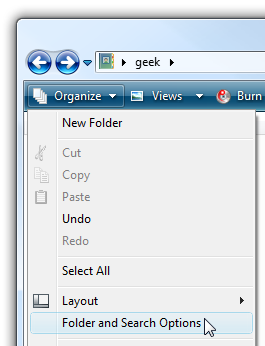 geek
Organize Views Burn
New Folder
Cut
Copy
Paste
Undo
Redo
Select All
Layout
Folder and Search Options